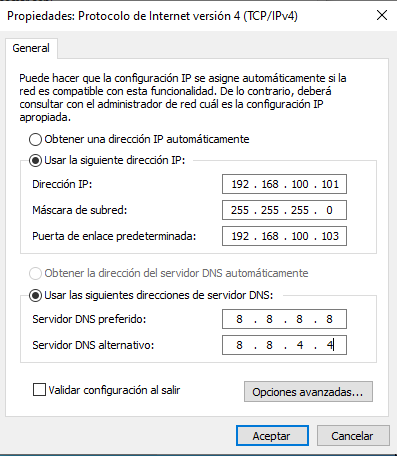 Propiedades: Protocolo de Internet versión 4 (TCP/IPv4)
General
Puede hacer que la configuración IP se asigne automáticamente si la
red es compatible con esta funcionalidad. De lo contrario, deberá
consultar con el administrador de red cuál es la configuración IP
apropiada.
Obtener una dirección IP automáticamente
Usar la siguiente dirección IP:
Dirección IP: 192 . 168 . 100 . 101
Máscara de subred: 255 . 255 . 255 . 0
Puerta de enlace predeterminada: 192 . 168 . 100 . 103
Obtener la dirección del servidor DNS automáticamente
Usar las siguientes direcciones de servidor DNS:
Servidor DNS preferido: 8 . 8 . 8 . 8
Servidor DNS alternativo: 8 . 8 . 4 . 4
Validar configuración al salir Opciones avanzadas...
Aceptar Cancelar